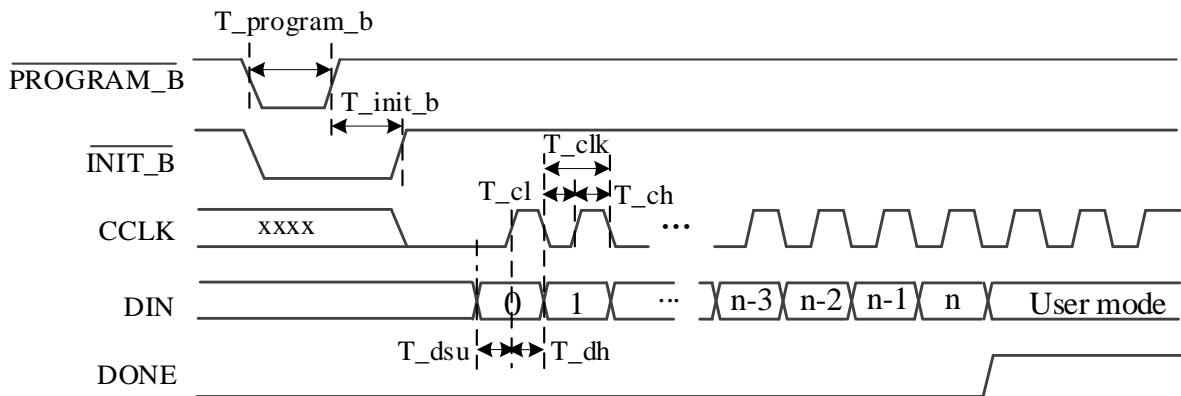 T_program_b
PROGRAM_B
T_init_b
INIT_B
T_clk
T_cl
T_ch
CCLK
xxxx
...
DIN
0
1
...
n-3
n-2
n-1
n
User mode
T_dsu
T_dh
DONE